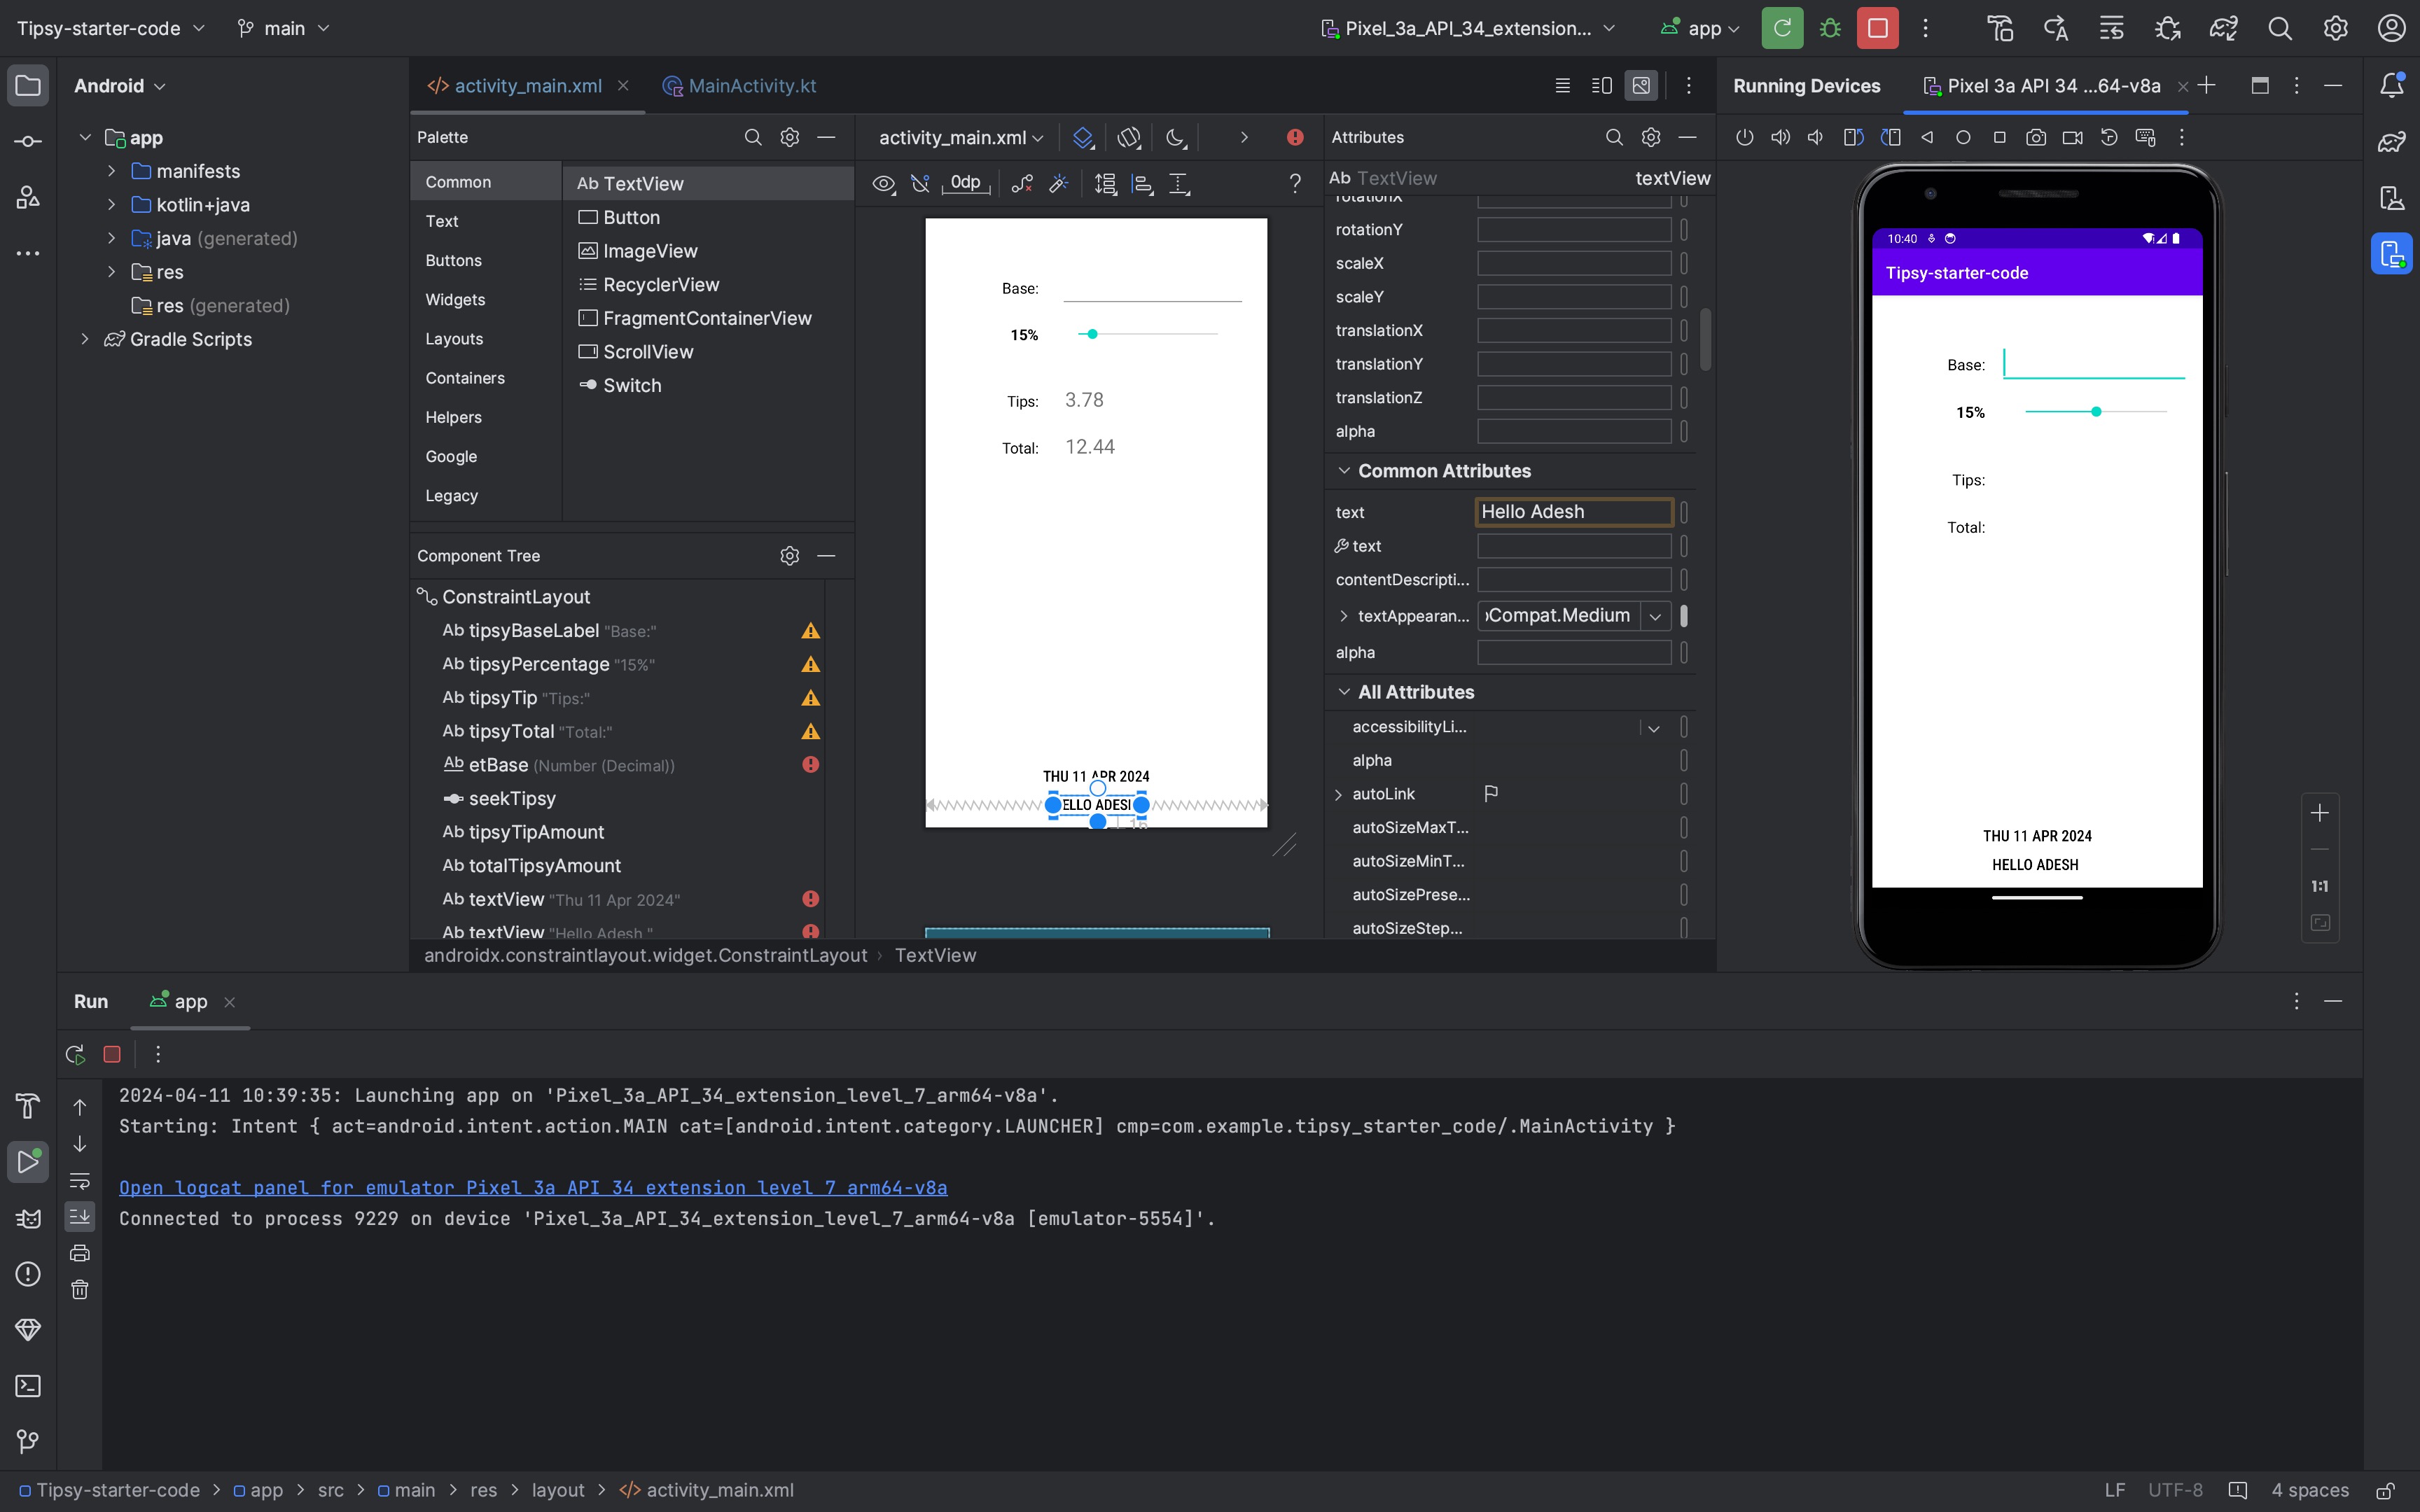 Tipsy-starter-code
main
Pixel_3a_API_34_extension...
app
Android
app
manifests
kotlin+java
java (generated)
res
res (generated)
Gradle Scripts
activity_main.xml
MainActivity.kt
Palette
Common
Text
Buttons
Widgets
Layouts
Containers
Helpers
Google
Legacy
Ab TextView
Button
ImageView
RecyclerView
FragmentContainerView
ScrollView
Switch
Component Tree
ConstraintLayout
Ab tipsyBaseLabel "Base:"
Ab tipsyPercentage "15%"
Ab tipsyTip "Tips:"
Ab tipsyTotal "Total:"
Ab etBase (Number (Decimal))
seekTipsy
Ab tipsyTipAmount
Ab totalTipsyAmount
Ab textView "Thu 11 Apr 2024"
Ab textView "Hello Adesh "
activity_main.xml
0dp
?
Base:
15%
Tips: 3.78
Total: 12.44
THU 11 APR 2024
ELLO ADESI
androidx.constraintlayout.widget.ConstraintLayout > TextView
Attributes
Ab TextView textView
rotationX
rotationY
scaleX
scaleY
translationX
translationY
translationZ
alpha
Common Attributes
text Hello Adesh
text
contentDescripti...
textAppearan... Compat.Medium
alpha
All Attributes
accessibilityLi...
alpha
autoLink
autoSizeMaxT...
autoSizeMinT...
autoSizePrese...
autoSizeStep...
Running Devices
Pixel 3a API 34 ...64-v8a
10:40
Tipsy-starter-code
Base:
15%
Tips:
Total:
THU 11 APR 2024
HELLO ADESH
1:1
Run
app
2024-04-11 10:39:35: Launching app on 'Pixel_3a_API_34_extension_level_7_arm64-v8a'.
Starting: Intent { act=android.intent.action.MAIN cat=[android.intent.category.LAUNCHER] cmp=com.example.tipsy_starter_code/.MainActivity }
Open logcat panel for emulator Pixel 3a API 34 extension level 7 arm64-v8a
Connected to process 9229 on device 'Pixel_3a_API_34_extension_level_7_arm64-v8a [emulator-5554]'.
Tipsy-starter-code > app > src > main > res > layout > activity_main.xml
LF UTF-8 4 spaces